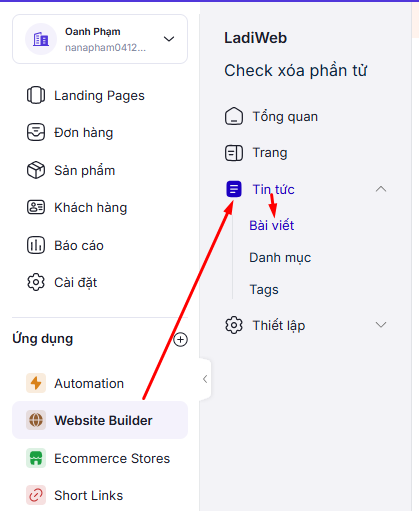 Oanh Phạm
nanapham0412...
Landing Pages
Đơn hàng
Sản phẩm
Khách hàng
Báo cáo
Cài đặt
Ứng dụng
Automation
Website Builder
Ecommerce Stores
Short Links
LadiWeb
Check xóa phần tử
Tổng quan
Trang
Tin tức
Bài viết
Danh mục
Tags
Thiết lập